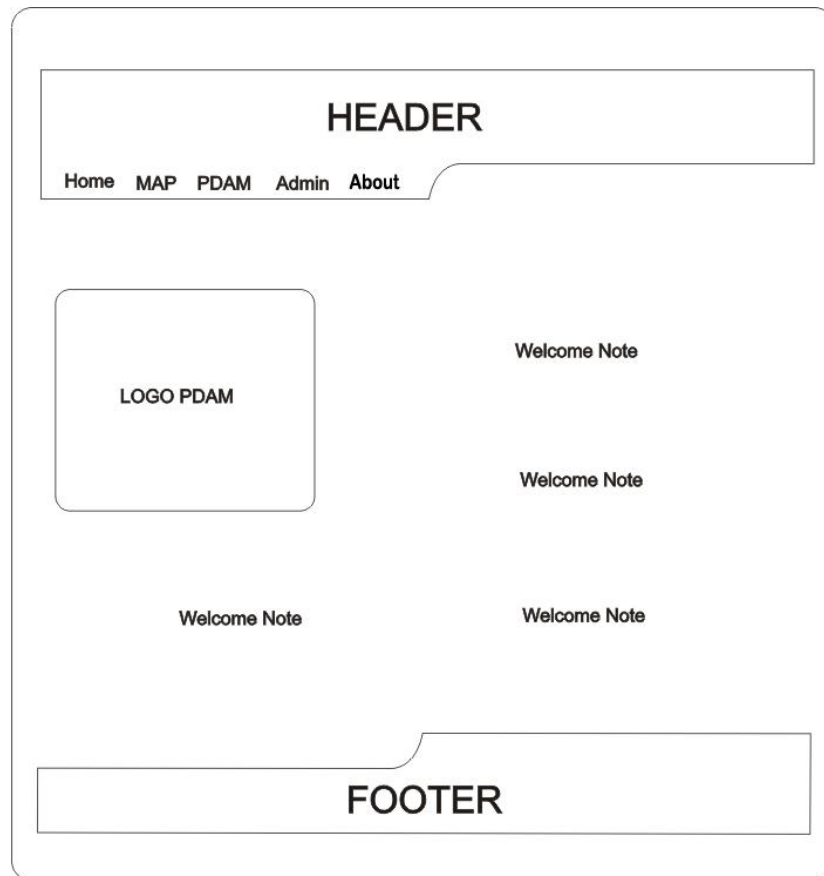 HEADER
Home MAP PDAM Admin About
Welcome Note
LOGO PDAM
Welcome Note
Welcome Note Welcome Note
FOOTER